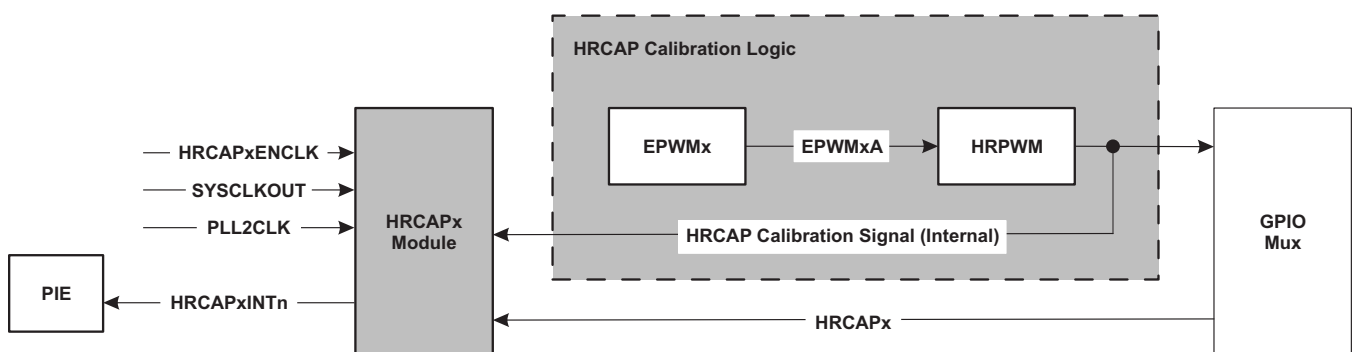 HRCAP Calibration Logic
EPWMx
EPWMxA
HRPWM
HRCAPxENCLK
SYSCLKOUT
PLL2CLK
HRCAPx
Module
HRCAP Calibration Signal (Internal)
GPIO
Mux
PIE
HRCAPxINTn
HRCAPx